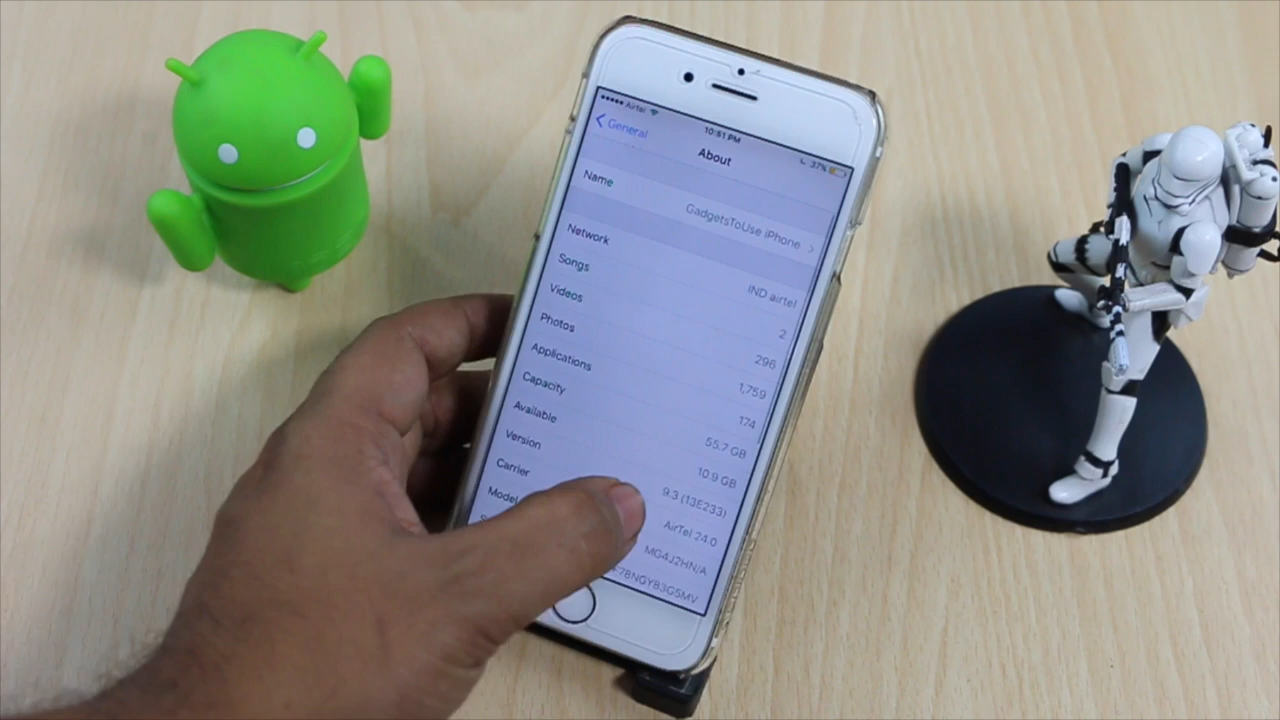 Airtel 10:51 PM 37%
General About
Name GadgetsToUse iPhone
Network IND airtel
Songs 2
Videos 296
Photos 1,759
Applications 174
Capacity 55.7 GB
Available 10.9 GB
Version 9.3 (13E233)
Carrier AirTel 24.0
Model MG4J2HN/A